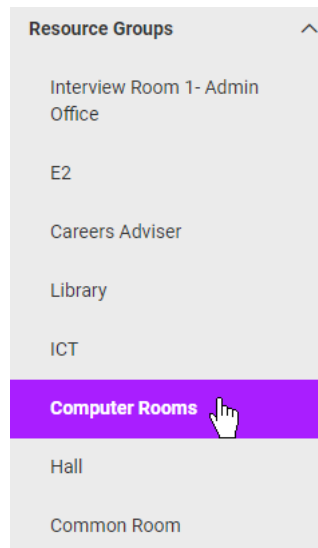 Resource Groups
Interview Room 1- Admin
Office
E2
Careers Adviser
Library
ICT
Computer Rooms
Hall
Common Room